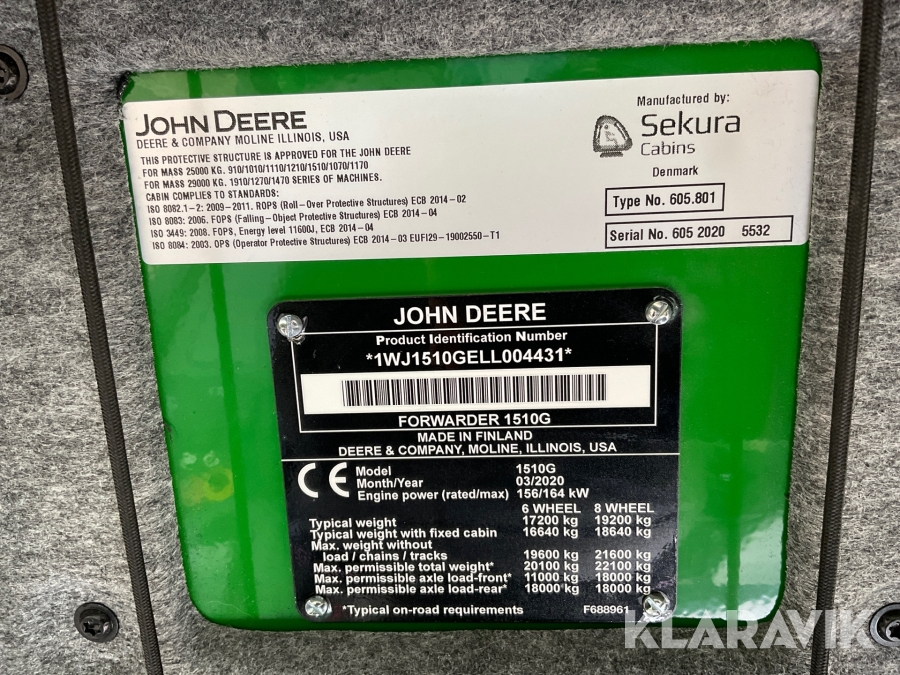 JOHN DEERE
DEERE & COMPANY MOLINE ILLINOIS, USA
THIS PROTECTIVE STRUCTURE IS APPROVED FOR THE JOHN DEERE
FOR MASS 25000 KG. 910/1010/1110/1210/1510/1070/1170
FOR MASS 29000 KG. 1910/1270/1470 SERIES OF MACHINES.
CABIN COMPLIES TO STANDARDS:
ISO 8082.1-2: 2009-2011. ROPS (Roll-Over Protective Structures) ECB 2014-02
ISO 8083: 2006. FOPS (Falling-Object Protective Structures) ECB 2014-04
ISO 3449: 2008. FOPS, Energy level 11600J, ECB 2014-04
ISO 8084: 2003. OPS (Operator Protective Structures) ECB 2014-03 EUFI29-19002550-T1
Manufactured by:
Sekura
Cabins
Denmark
Type No. 605.801
Serial No. 605 2020 5532
JOHN DEERE
Product Identification Number
*1WJ1510GELL004431*
FORWARDER 1510G
MADE IN FINLAND
DEERE & COMPANY, MOLINE, ILLINOIS, USA
CE
Model 1510G
Month/Year 03/2020
Engine power (rated/max) 156/164 kW
6 WHEEL 8 WHEEL
Typical weight 17200 kg 19200 kg
Typical weight with fixed cabin 16640 kg 18640 kg
Max. weight without
load / chains / tracks 19600 kg 21600 kg
Max. permissible total weight* 20100 kg 22100 kg
Max. permissible axle load-front* 11000 kg 18000 kg
Max. permissible axle load-rear* 18000 kg 18000 kg
*Typical on-road requirements F688961
KLARAVIK